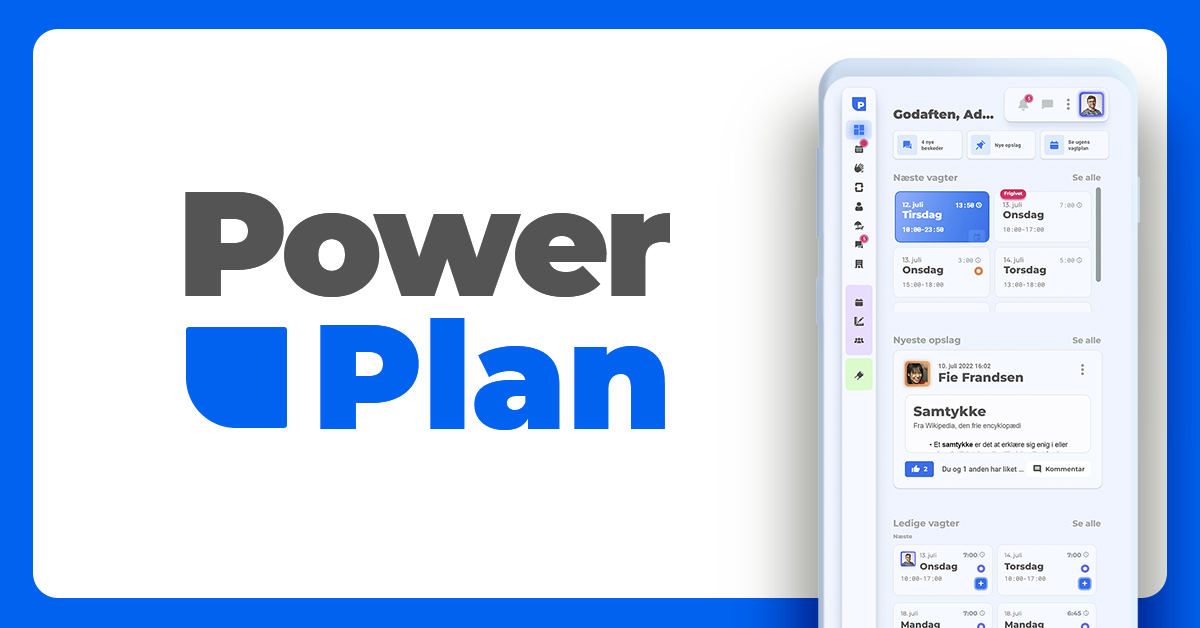 Power
Plan
Godaften, Ad...
4 nye
beskeder
Nye opslag
Se ugens
vagtplan
Næste vagter
Se alle
12. juli
13:50
Tirsdag
10:00-23:50
Frigivet
13. juli
7:00
Onsdag
10:00-17:00
13. juli
3:00
Onsdag
15:00-18:00
14. juli
5:00
Torsdag
13:00-18:00
Nyeste opslag
Se alle
10. juli 2022 16:02
Fie Frandsen
Samtykke
Fra Wikipedia, den frie encyklopædi
• Et samtykke er det at erklære sig enig i eller
2
Du og 1 anden har liket ...
Kommentar
Ledige vagter
Se alle
Næste
13. juli
7:00
Onsdag
10:00-17:00
14. juli
7:00
Torsdag
10:00-17:00
18. juli
7:00
Mandag
18. juli
6:45
Mandag